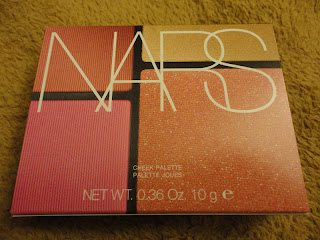 NARS
CHEEK PALETTE
PALETTE JOUES
NET WT. 0.36 Oz. 10 g ℮